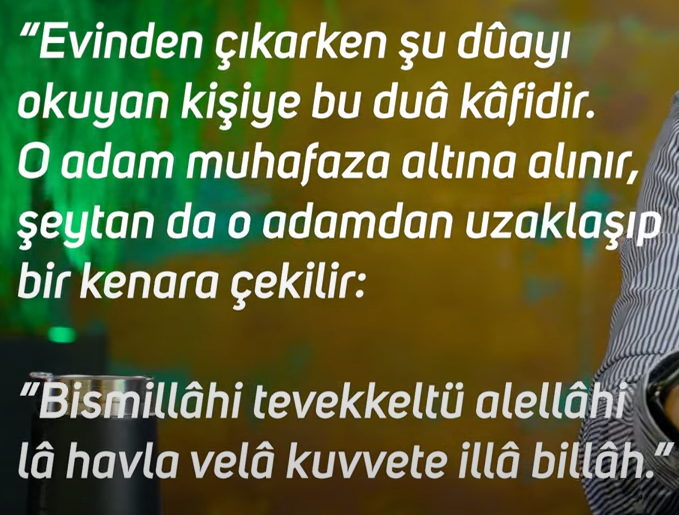 “Evinden çıkarken şu dûayı
okuyan kişiye bu duâ kâfidir.
O adam muhafaza altına alınır,
şeytan da o adamdan uzaklaşıp
bir kenara çekilir:
“Bismillâhi tevekkeltü alellâhi
lâ havla velâ kuvvete illâ billâh.”